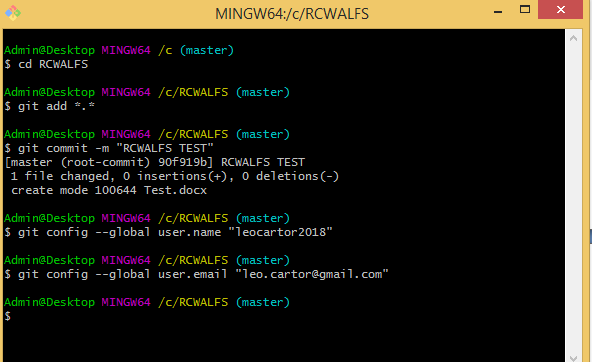 MINGW64:/c/RCWALFS
Admin@Desktop MINGW64 /c (master)
$ cd RCWALFS
Admin@Desktop MINGW64 /c/RCWALFS (master)
$ git add *.*
Admin@Desktop MINGW64 /c/RCWALFS (master)
$ git commit -m "RCWALFS TEST"
[master (root-commit) 90f919b] RCWALFS TEST
1 file changed, 0 insertions(+), 0 deletions(-)
create mode 100644 Test.docx
Admin@Desktop MINGW64 /c/RCWALFS (master)
$ git config --global user.name "leocartor2018"
Admin@Desktop MINGW64 /c/RCWALFS (master)
$ git config --global user.email "leo.cartor@gmail.com"
Admin@Desktop MINGW64 /c/RCWALFS (master)
$